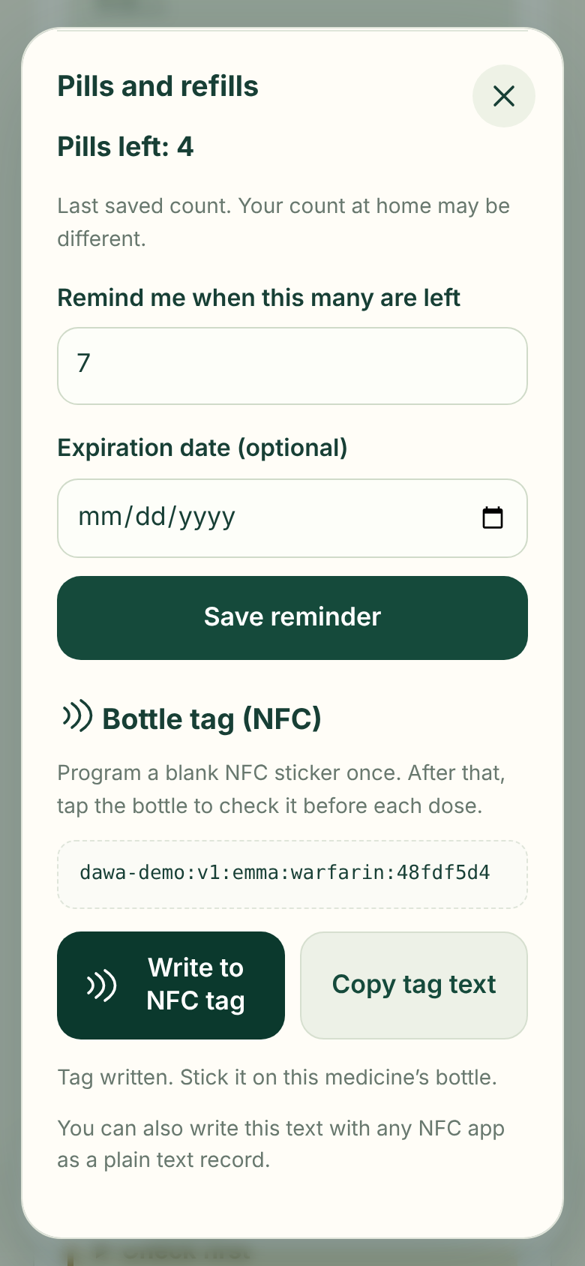 Pills and refills
Pills left: 4
Last saved count. Your count at home may be
different.
Remind me when this many are left
7
Expiration date (optional)
mm/dd/yyyy
Save reminder
Bottle tag (NFC)
Program a blank NFC sticker once. After that,
tap the bottle to check it before each dose.
dawa-demo:v1:emma:warfarin:48fdf5d4
Write to
NFC tag
Copy tag text
Tag written. Stick it on this medicine’s bottle.
You can also write this text with any NFC app
as a plain text record.